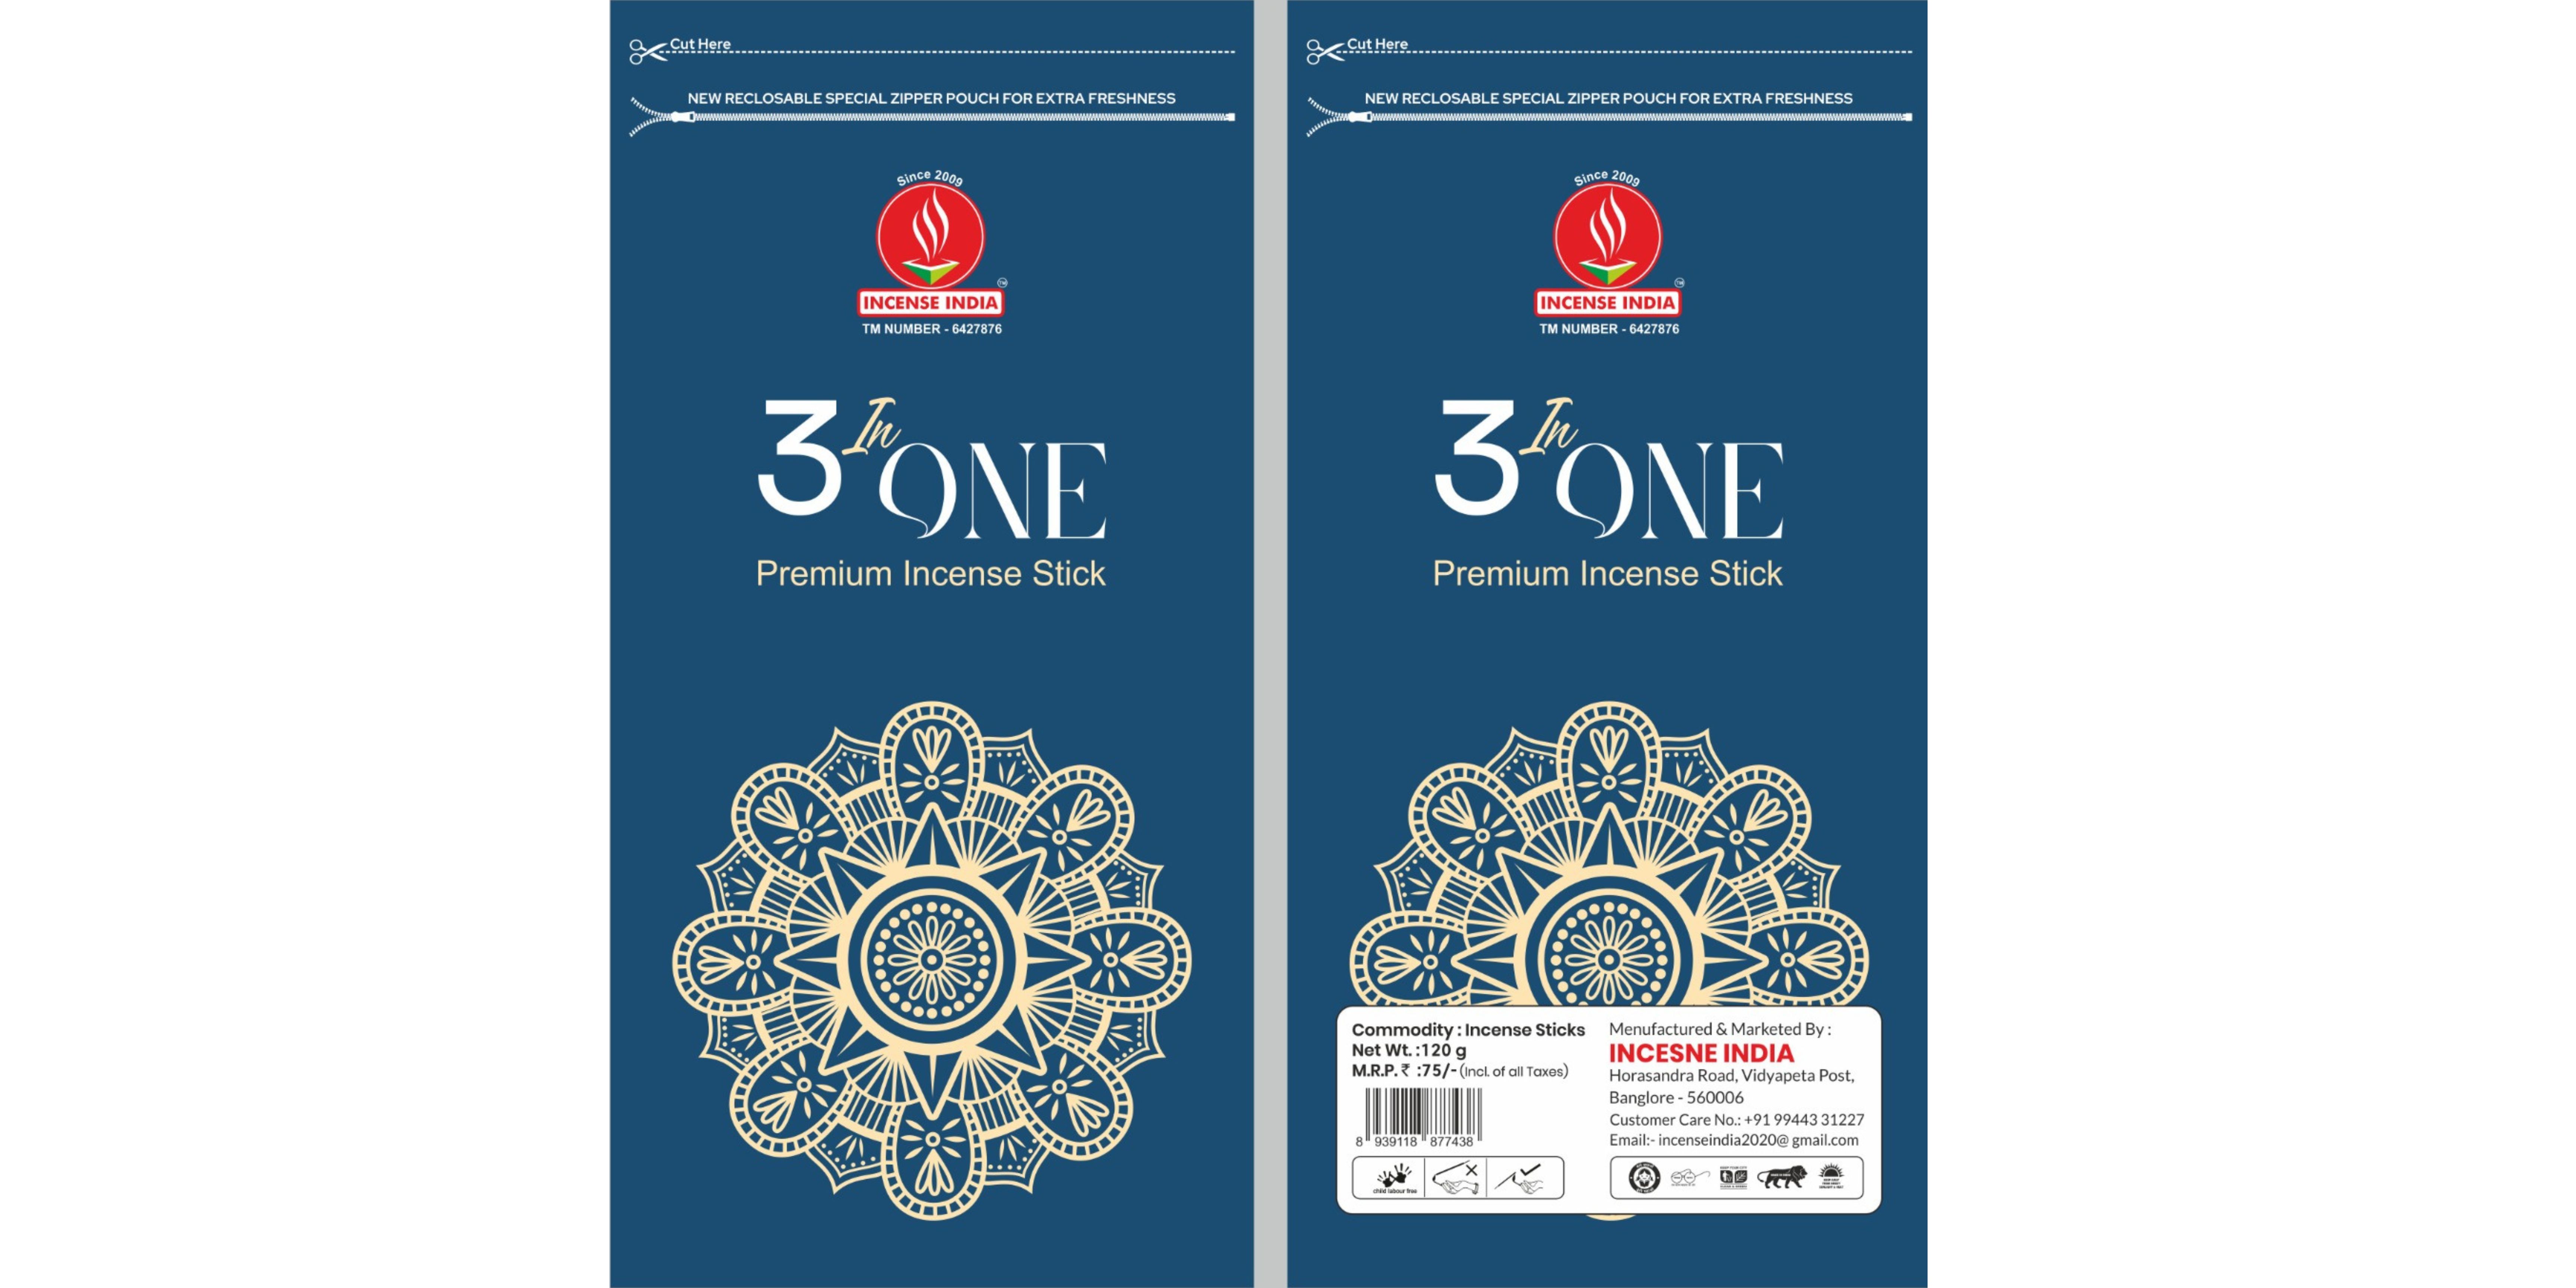 Cut Here
NEW RECLOSABLE SPECIAL ZIPPER POUCH FOR EXTRA FRESHNESS
Since 2009
INCENSE INDIA
TM
TM NUMBER - 6427876
3 In ONE
Premium Incense Stick
Cut Here
NEW RECLOSABLE SPECIAL ZIPPER POUCH FOR EXTRA FRESHNESS
Since 2009
INCENSE INDIA
TM
TM NUMBER - 6427876
3 In ONE
Premium Incense Stick
Commodity : Incense Sticks
Net Wt. :120 g
M.R.P. ₹ :75/- (Incl. of all Taxes)
8 939118 877438
child labour free
Menufactured & Marketed By :
INCESNE INDIA
Horasandra Road, Vidyapeta Post,
Banglore - 560006
Customer Care No.: +91 99443 31227
Email:- incenseindia2020@ gmail.com